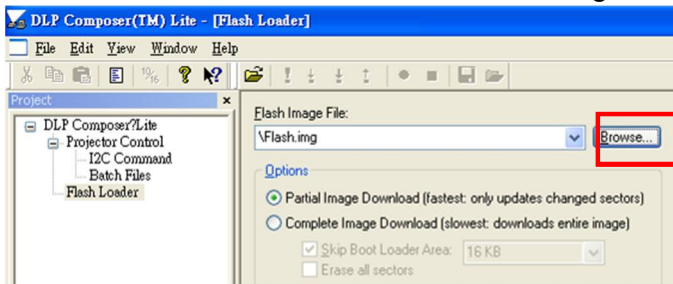 DLP Composer(TM) Lite - [Flash Loader]
File Edit View Window Help
Project
DLP Composer?Lite
Projector Control
I2C Command
Batch Files
Flash Loader
Flash Image File:
\Flash.img
Browse...
Options
Partial Image Download (fastest: only updates changed sectors)
Complete Image Download (slowest: downloads entire image)
Skip Boot Loader Area: 16 KB
Erase all sectors